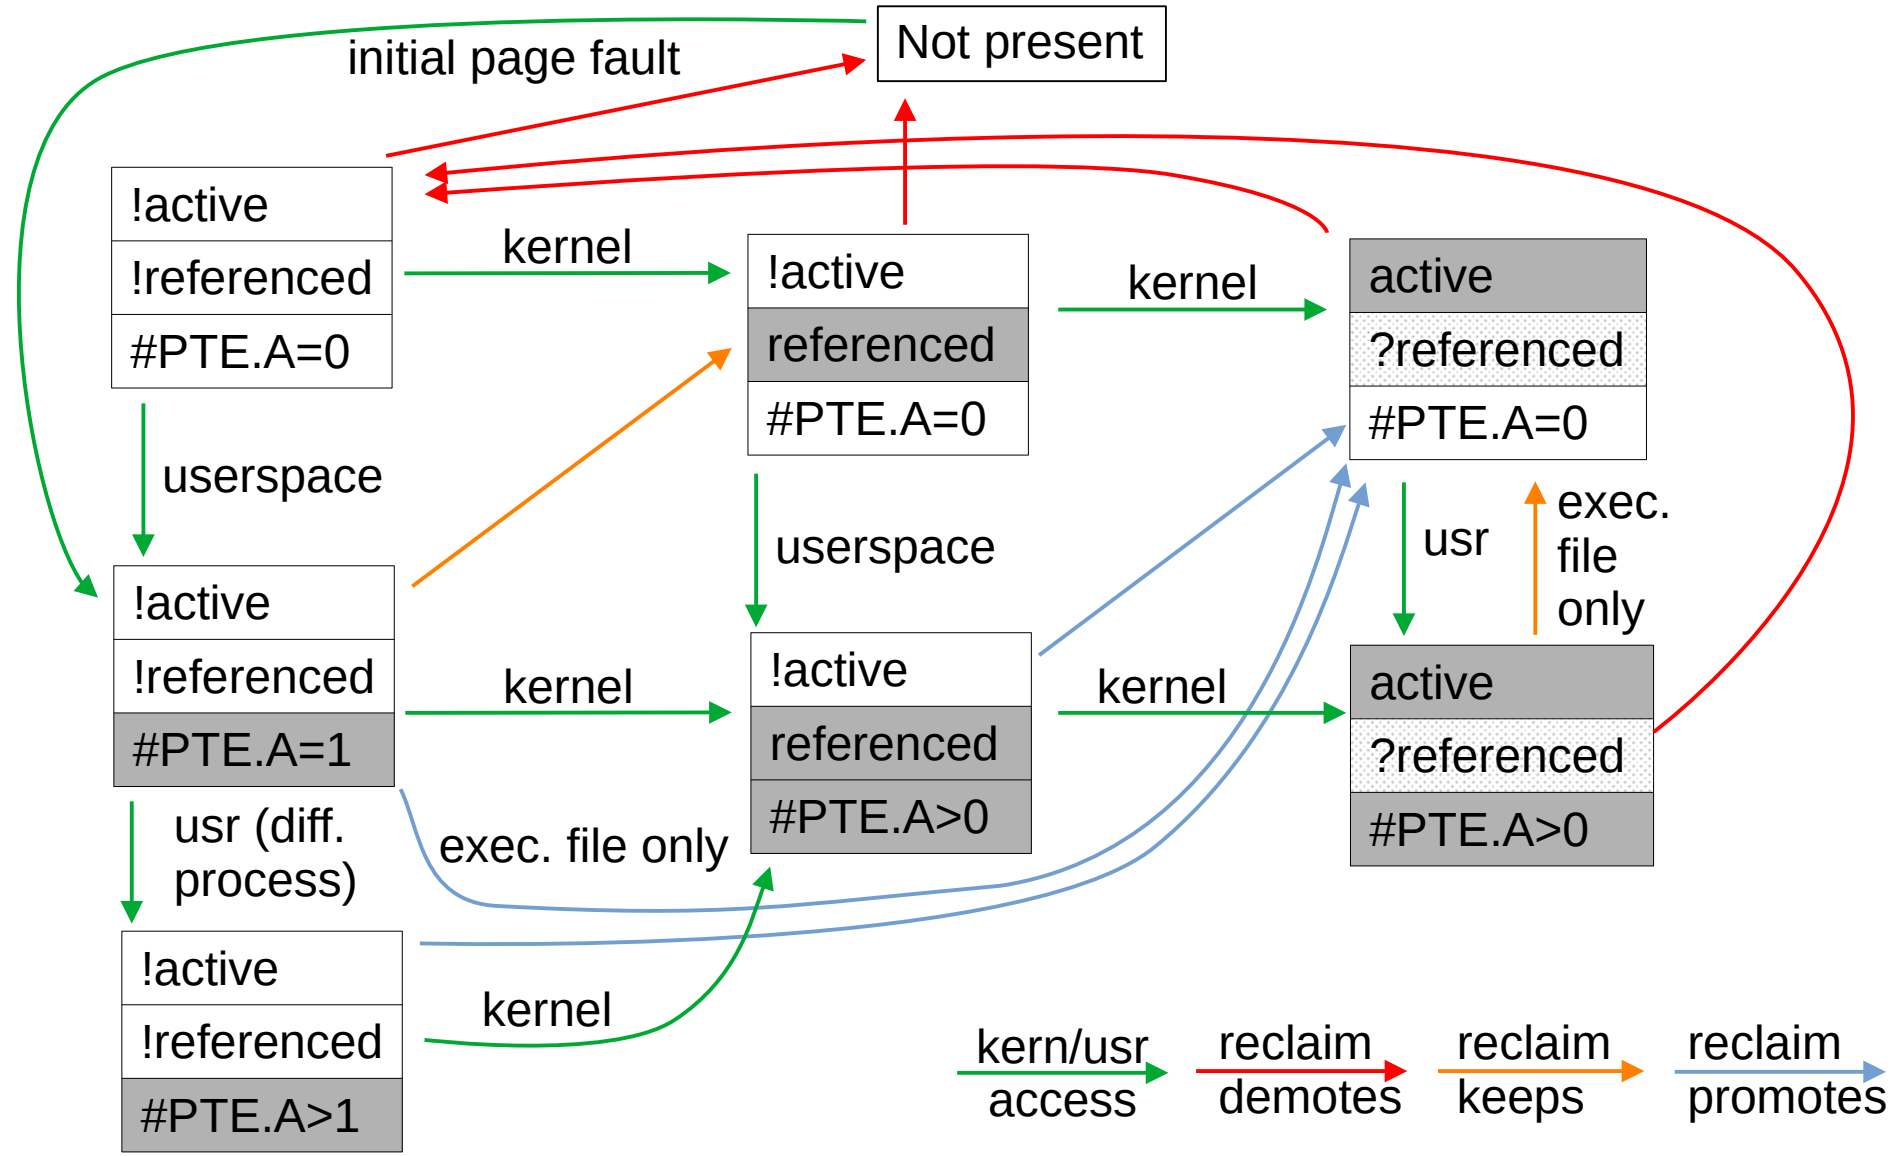 Not present
initial page fault
!active
!referenced
#PTE.A=0
kernel
!active
referenced
#PTE.A=0
kernel
active
?referenced
#PTE.A=0
userspace
userspace
usr
exec.
file
only
!active
!referenced
#PTE.A=1
kernel
!active
referenced
#PTE.A>0
kernel
active
?referenced
#PTE.A>0
usr (diff.
process)
exec. file only
!active
!referenced
#PTE.A>1
kernel
kern/usr
access
reclaim
demotes
reclaim
keeps
reclaim
promotes